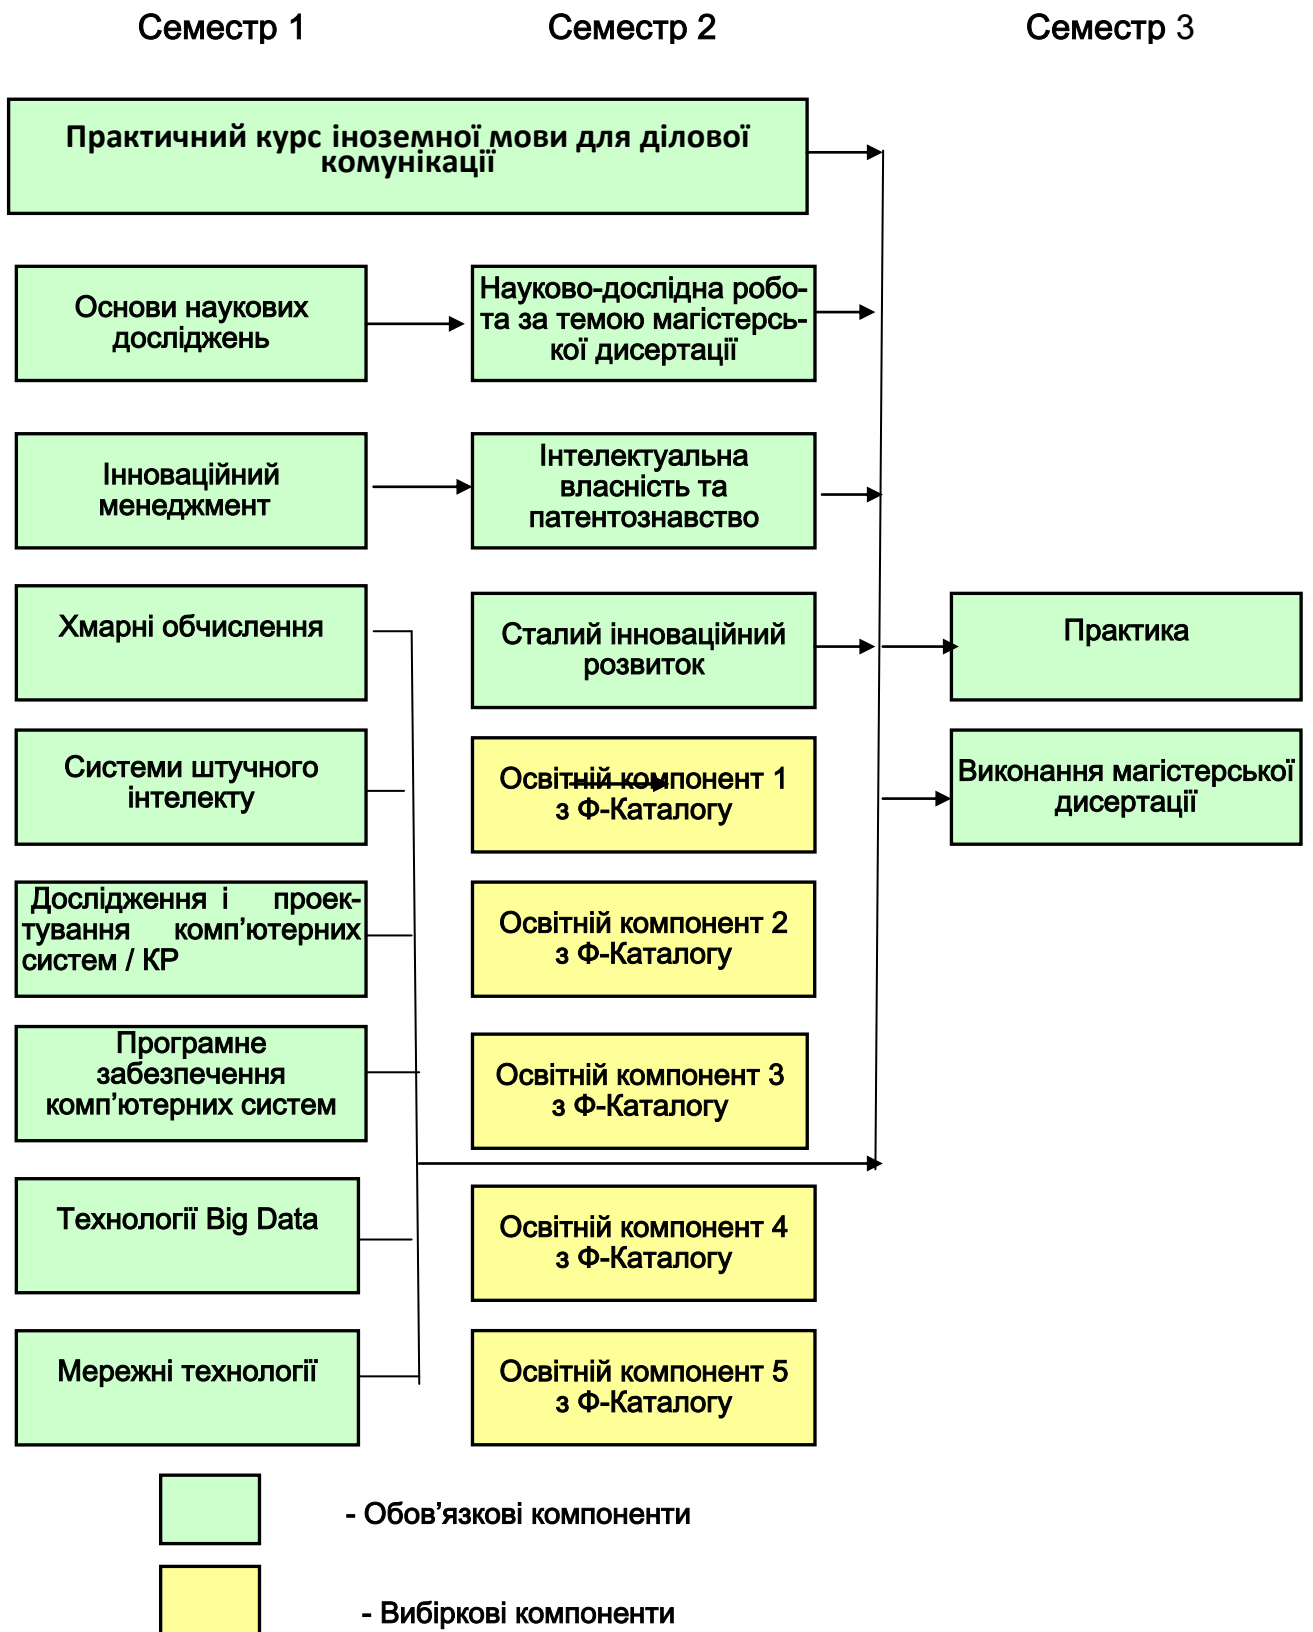 Семестр 1
Семестр 2
Семестр 3
Практичний курс іноземної мови для ділової
комунікації
Основи наукових
досліджень
Науково-дослідна робо-
та за темою магістерсь-
кої дисертації
Інноваційний
менеджмент
Інтелектуальна
власність та
патентознавство
Хмарні обчислення
Сталий інноваційний
розвиток
Практика
Системи штучного
інтелекту
Освітній компонент 1
з Ф-Каталогу
Виконання магістерської
дисертації
Дослідження і проек-
тування комп’ютерних
систем / КР
Освітній компонент 2
з Ф-Каталогу
Програмне
забезпечення
комп’ютерних систем
Освітній компонент 3
з Ф-Каталогу
Технології Big Data
Освітній компонент 4
з Ф-Каталогу
Мережні технології
Освітній компонент 5
з Ф-Каталогу
- Обов’язкові компоненти
- Вибіркові компоненти